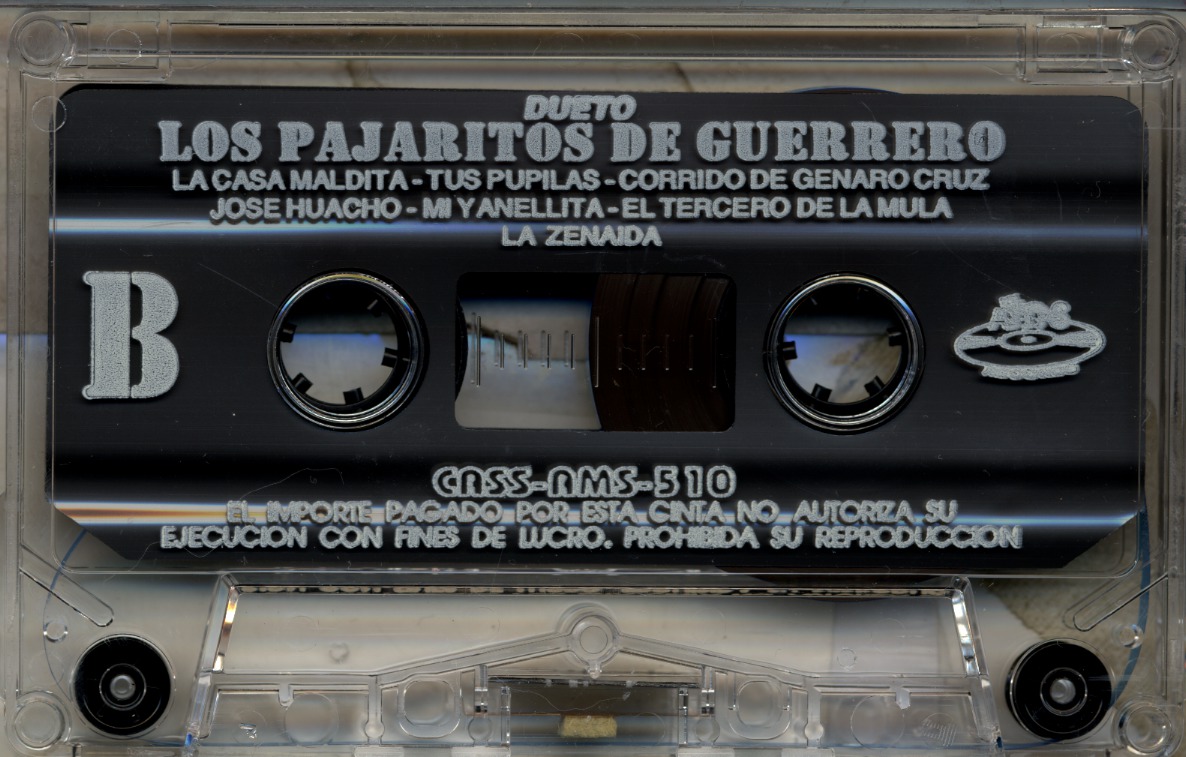 DUETO
LOS PAJARITOS DE GUERRERO
LA CASA MALDITA - TUS PUPILAS - CORRIDO DE GENARO CRUZ
JOSE HUACHO - MI YANELLITA - EL TERCERO DE LA MULA
LA ZENAIDA
B
CASS-AMS-510
EL IMPORTE PAGADO POR ESTA CINTA NO AUTORIZA SU
EJECUCION CON FINES DE LUCRO. PROHIBIDA SU REPRODUCCION